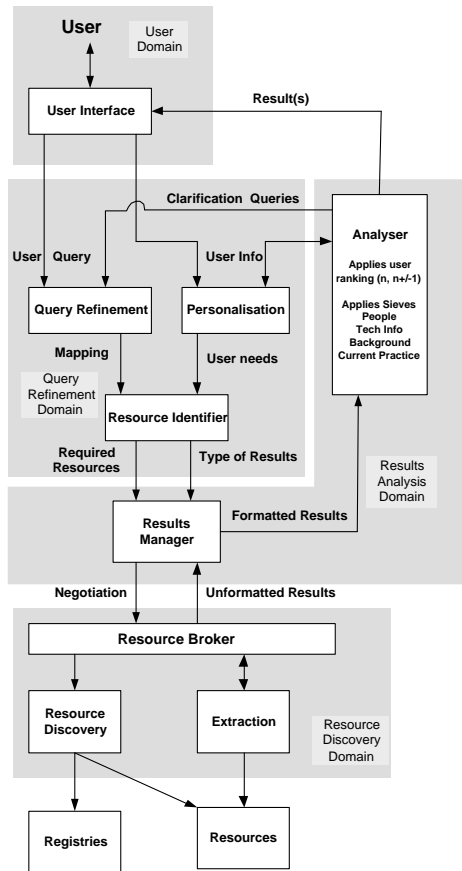 User
User
Domain
User Interface
Result(s)
Clarification Queries
Analyser
Applies user
ranking (n, n+/-1)
Applies Sieves
People
Tech Info
Background
Current Practice
User Query
User Info
Query Refinement
Personalisation
Mapping
User needs
Query
Refinement
Domain
Resource Identifier
Required
Resources
Type of Results
Results
Analysis
Domain
Results
Manager
Formatted Results
Negotiation
Unformatted Results
Resource Broker
Resource
Discovery
Extraction
Resource
Discovery
Domain
Registries
Resources